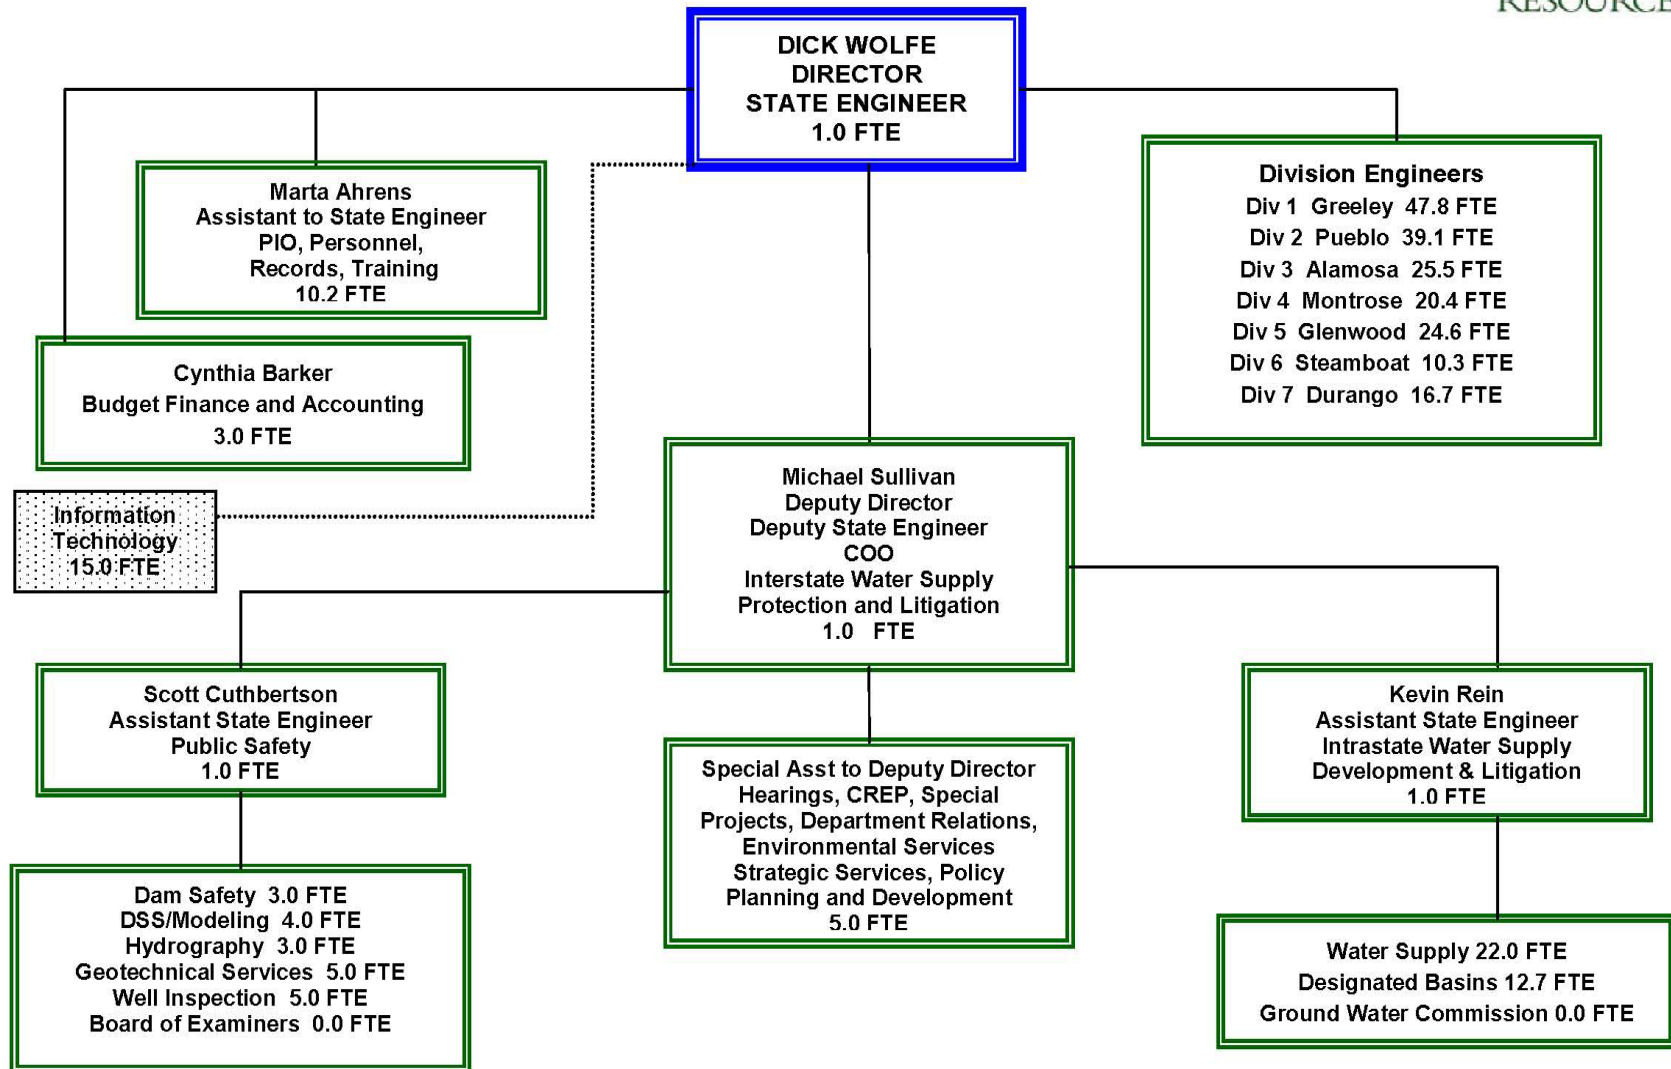 RESOURCE
DICK WOLFE
DIRECTOR
STATE ENGINEER
1.0 FTE
Marta Ahrens
Assistant to State Engineer
PIO, Personnel,
Records, Training
10.2 FTE
Division Engineers
Div 1 Greeley 47.8 FTE
Div 2 Pueblo 39.1 FTE
Div 3 Alamosa 25.5 FTE
Div 4 Montrose 20.4 FTE
Div 5 Glenwood 24.6 FTE
Div 6 Steamboat 10.3 FTE
Div 7 Durango 16.7 FTE
Cynthia Barker
Budget Finance and Accounting
3.0 FTE
Information
Technology
15.0 FTE
Michael Sullivan
Deputy Director
Deputy State Engineer
COO
Interstate Water Supply
Protection and Litigation
1.0 FTE
Scott Cuthbertson
Assistant State Engineer
Public Safety
1.0 FTE
Special Asst to Deputy Director
Hearings, CREP, Special
Projects, Department Relations,
Environmental Services
Strategic Services, Policy
Planning and Development
5.0 FTE
Kevin Rein
Assistant State Engineer
Intrastate Water Supply
Development & Litigation
1.0 FTE
Dam Safety 3.0 FTE
DSS/Modeling 4.0 FTE
Hydrography 3.0 FTE
Geotechnical Services 5.0 FTE
Well Inspection 5.0 FTE
Board of Examiners 0.0 FTE
Water Supply 22.0 FTE
Designated Basins 12.7 FTE
Ground Water Commission 0.0 FTE